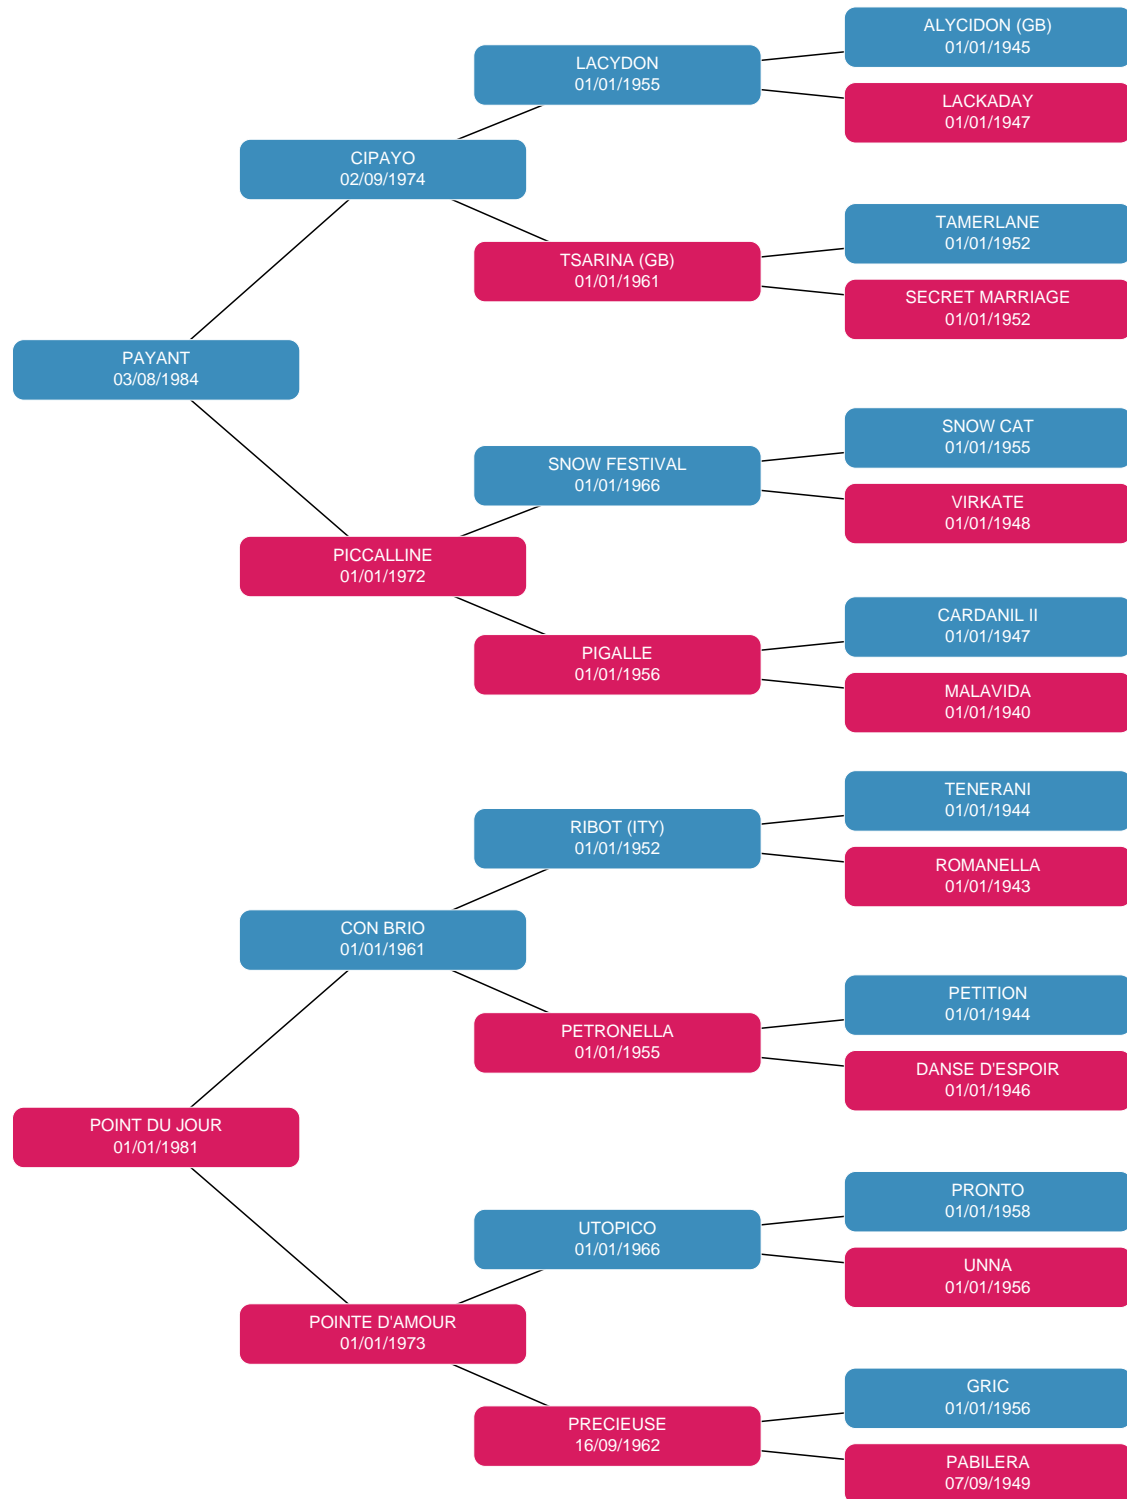 ALYCIDON (GB)
01/01/1945
LACYDON
01/01/1955
LACKADAY
01/01/1947
CIPAYO
02/09/1974
TAMERLANE
01/01/1952
TSARINA (GB)
01/01/1961
SECRET MARRIAGE
01/01/1952
PAYANT
03/08/1984
SNOW CAT
01/01/1955
SNOW FESTIVAL
01/01/1966
VIRKATE
01/01/1948
PICCALLINE
01/01/1972
CARDANIL II
01/01/1947
PIGALLE
01/01/1956
MALAVIDA
01/01/1940
TENERANI
01/01/1944
RIBOT (ITY)
01/01/1952
ROMANELLA
01/01/1943
CON BRIO
01/01/1961
PETITION
01/01/1944
PETRONELLA
01/01/1955
DANSE D'ESPOIR
01/01/1946
POINT DU JOUR
01/01/1981
PRONTO
01/01/1958
UTOPICO
01/01/1966
UNNA
01/01/1956
POINTE D'AMOUR
01/01/1973
GRIC
01/01/1956
PRECIEUSE
16/09/1962
PABILERA
07/09/1949